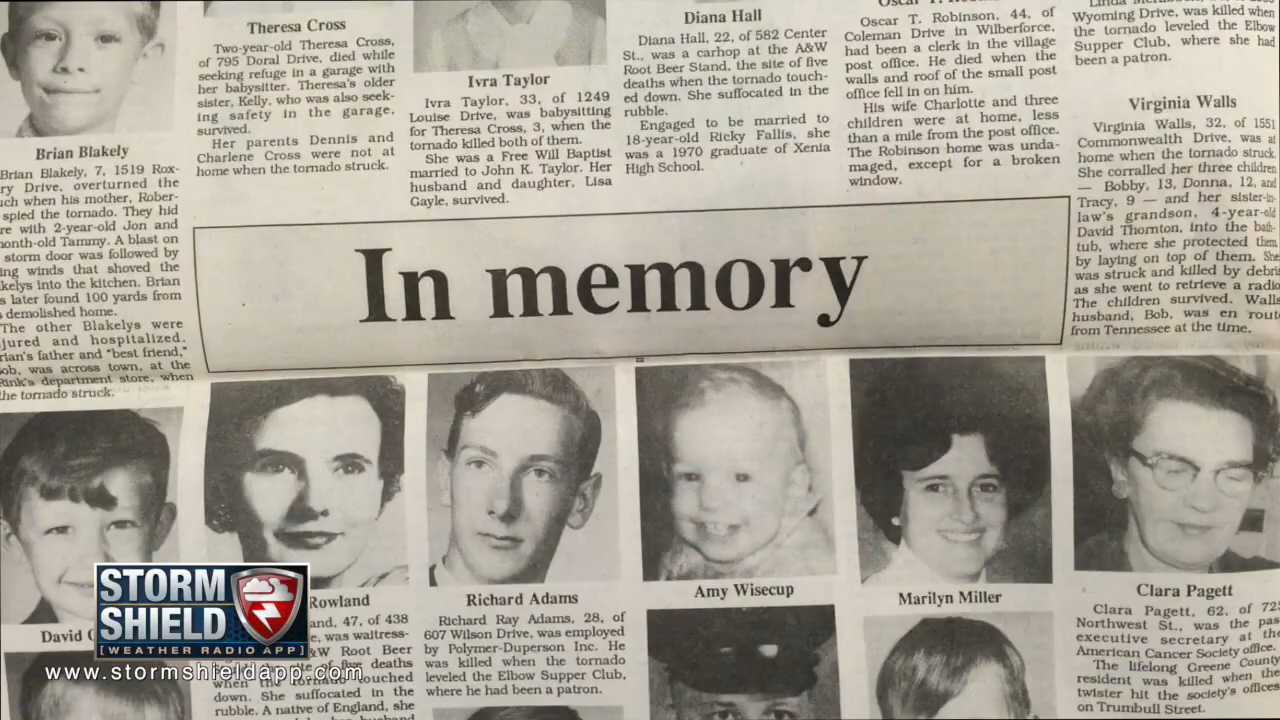 Brian Blakely
Brian Blakely, 7, 1519 Rox-
ry Drive, overturned the
uch when his mother, Rober-
spied the tornado. They hid
re with 2-year-old Jon and
month-old Tammy. A blast on
storm door was followed by
ing winds that shoved the
akelys into the kitchen. Brian
s later found 100 yards from
demolished home.
The other Blakelys were
jured and hospitalized.
rian's father and "best friend,"
ob, was across town, at the
Rink's department store, when
the tornado struck.
Theresa Cross
Two-year-old Theresa Cross,
of 795 Doral Drive, died while
seeking refuge in a garage with
her babysitter. Theresa's older
sister, Kelly, who was also seek-
ing safety in the garage,
survived.
Her parents Dennis and
Charlene Cross were not at
home when the tornado struck.
Ivra Taylor
Ivra Taylor, 33, of 1249
Louise Drive, was babysitting
for Theresa Cross, 3, when the
tornado killed both of them.
She was a Free Will Baptist
married to John K. Taylor. Her
husband and daughter, Lisa
Gayle, survived.
Diana Hall
Diana Hall, 22, of 582 Center
St., was a carhop at the A&W
Root Beer Stand, the site of five
deaths when the tornado touch-
ed down. She suffocated in the
rubble.
Engaged to be married to
18-year-old Ricky Fallis, she
was a 1970 graduate of Xenia
High School.
Oscar T.
Oscar T. Robinson, 44, of
Coleman Drive in Wilberforce,
had been a clerk in the village
post office. He died when the
walls and roof of the small post
office fell in on him.
His wife Charlotte and three
children were at home, less
than a mile from the post office.
The Robinson home was unda-
maged, except for a broken
window.
Wyoming Drive, was killed when
the tornado leveled the Elbow
Supper Club, where she had
been a patron.
Virginia Walls
Virginia Walls, 32, of 1551
Commonwealth Drive, was at
home when the tornado struck.
She corralled her three children
— Bobby, 13, Donna, 12, and
Tracy, 9 — and her sister-in-
law's grandson, 4-year-old
David Thornton, into the bath-
tub, where she protected them
by laying on top of them. She
was struck and killed by debri
as she went to retrieve a radio
The children survived. Wall
husband, Bob, was en rout
from Tennessee at the time.
In memory
David
Rowland
and, 47, of 438
e, was waitress-
&W Root Beer
site of five deaths
when the tornado touched
down. She suffocated in the
rubble. A native of England, she
Richard Adams
Richard Ray Adams, 28, of
607 Wilson Drive, was employed
by Polymer-Duperson Inc. He
was killed when the tornado
leveled the Elbow Supper Club,
where he had been a patron.
Amy Wisecup
Marilyn Miller
Clara Pagett
Clara Pagett, 62, of 723
Northwest St., was the pas
executive secretary at the
American Cancer Society office.
The lifelong Greene County
resident was killed when the
twister hit the society's offices
on Trumbull Street.
STORM
SHIELD
[WEATHER RADIO APP]
www.stormshieldapp.com